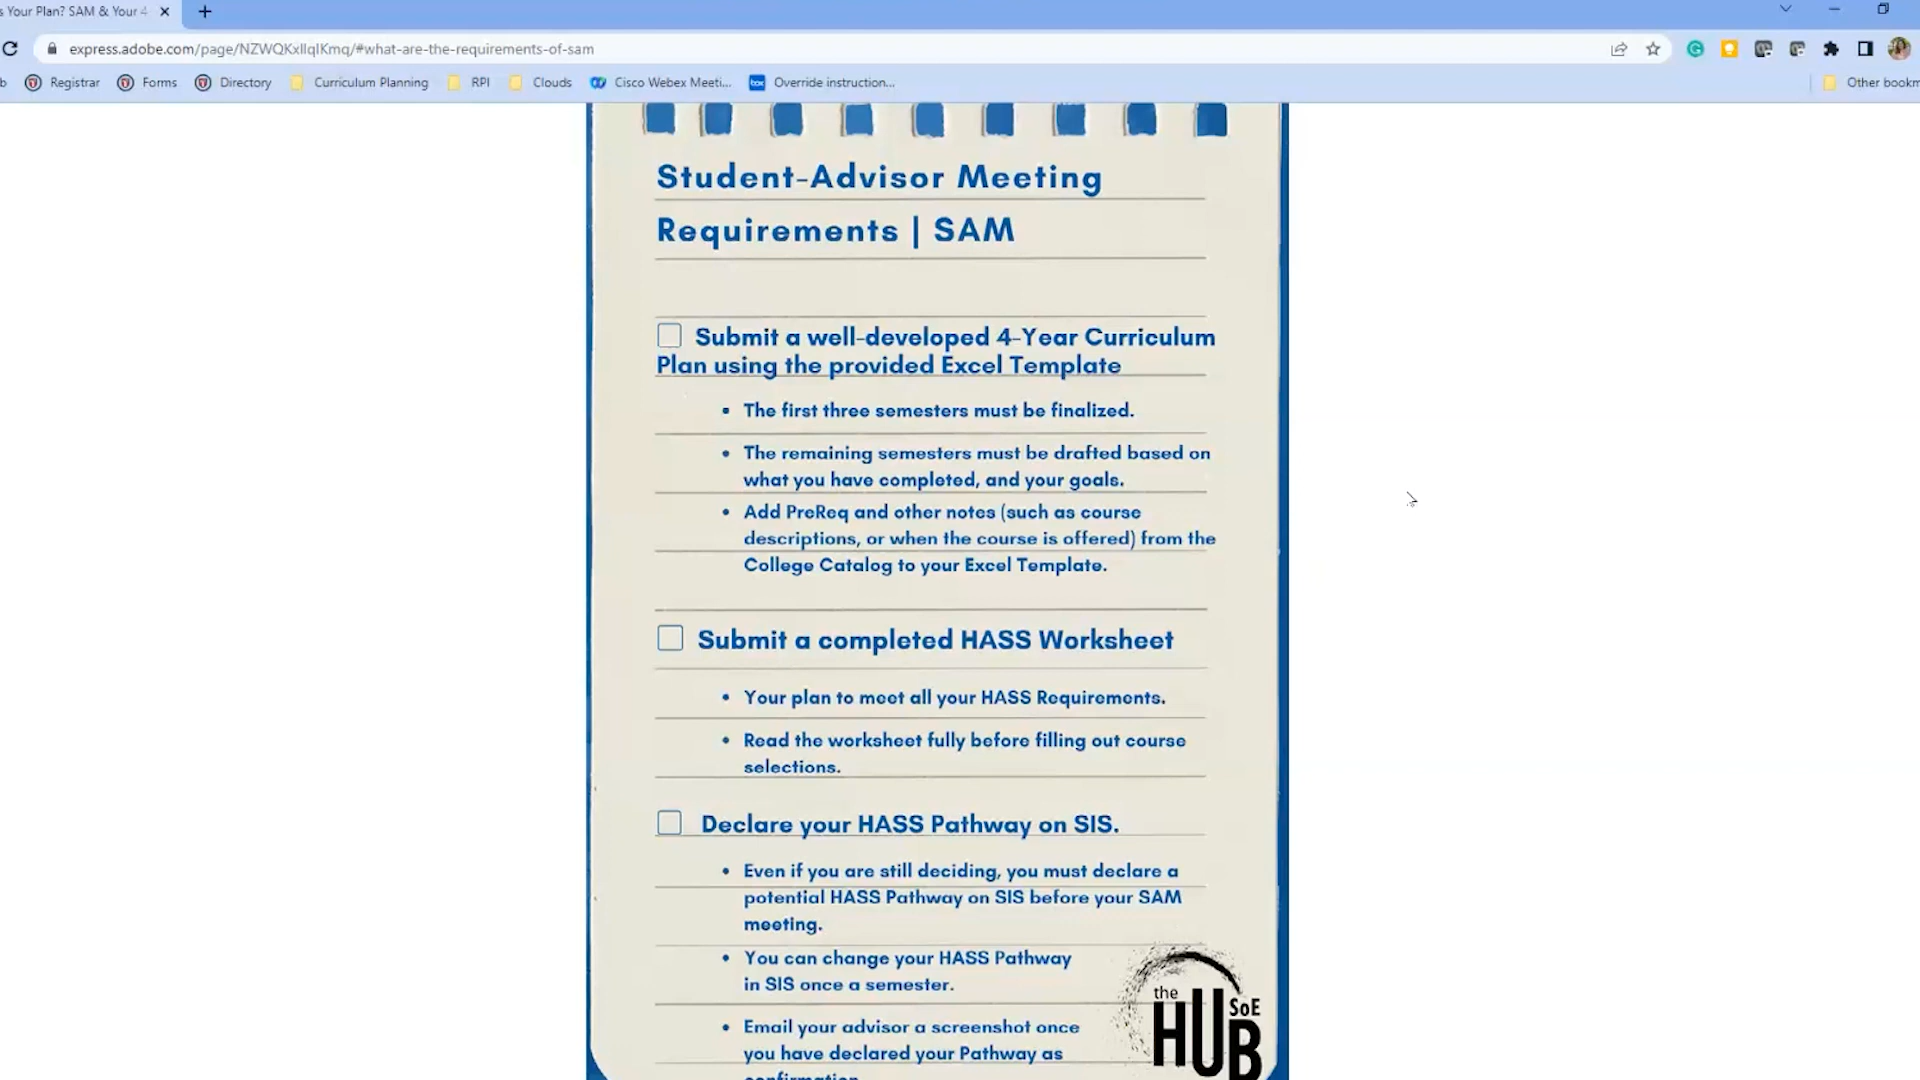 s Your Plan? SAM & Your 4
express.adobe.com/page/NZWQKxIlqIKmq/#what-are-the-requirements-of-sam
b Registrar Forms Directory Curriculum Planning RPI Clouds Cisco Webex Meeti... Override instruction... Other bookm
Student-Advisor Meeting
Requirements | SAM
Submit a well-developed 4-Year Curriculum
Plan using the provided Excel Template
• The first three semesters must be finalized.
• The remaining semesters must be drafted based on
what you have completed, and your goals.
• Add PreReq and other notes (such as course
descriptions, or when the course is offered) from the
College Catalog to your Excel Template.
Submit a completed HASS Worksheet
• Your plan to meet all your HASS Requirements.
• Read the worksheet fully before filling out course
selections.
Declare your HASS Pathway on SIS.
• Even if you are still deciding, you must declare a
potential HASS Pathway on SIS before your SAM
meeting.
• You can change your HASS Pathway
in SIS once a semester.
• Email your advisor a screenshot once
you have declared your Pathway as
confirmation
the
HUB
SoE